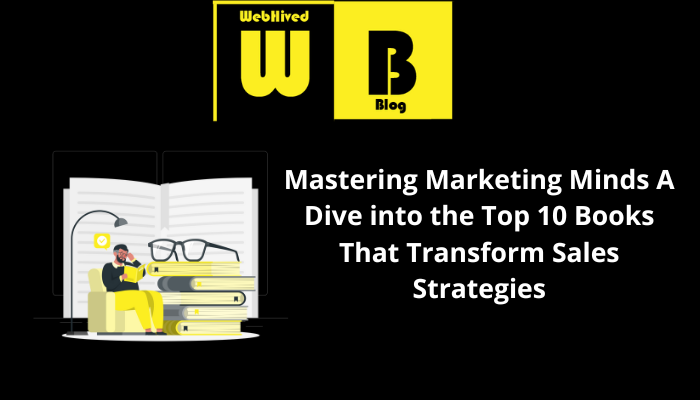 WebHived
W
B
Blog
Mastering Marketing Minds A
Dive into the Top 10 Books
That Transform Sales
Strategies